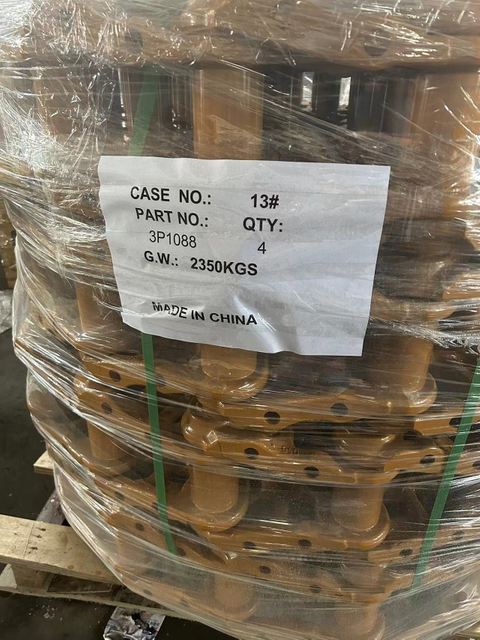 CASE NO.: 13#
PART NO.: QTY:
3P1088 4
G.W.: 2350KGS
MADE IN CHINA